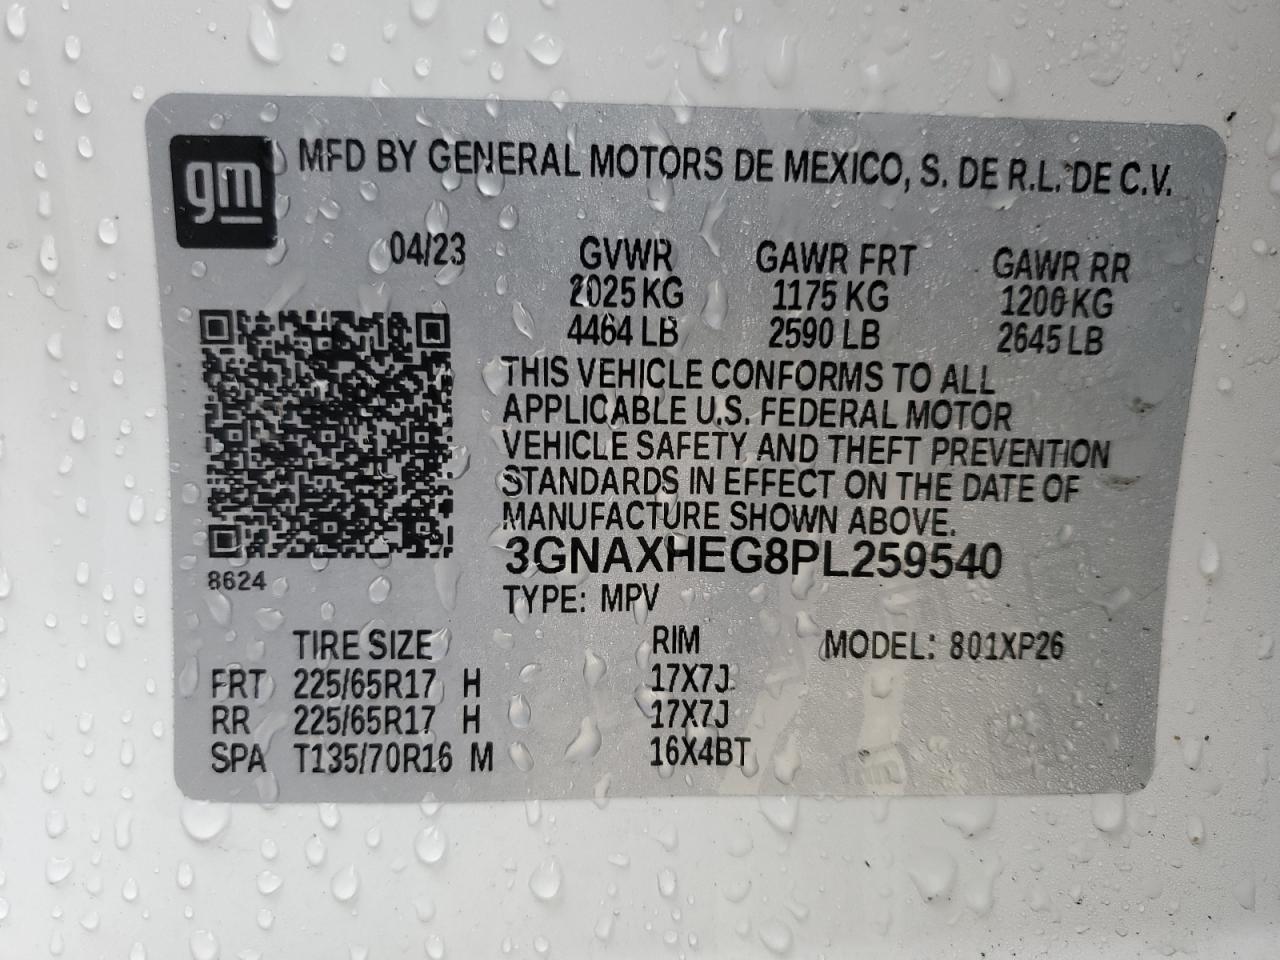 gm MFD BY GENERAL MOTORS DE MEXICO, S. DE R.L. DE C.V.
04/23 GVWR GAWR FRT GAWR RR
2025 KG 1175 KG 1200 KG
4464 LB 2590 LB 2645 LB
THIS VEHICLE CONFORMS TO ALL
APPLICABLE U.S. FEDERAL MOTOR
VEHICLE SAFETY AND THEFT PREVENTION
STANDARDS IN EFFECT ON THE DATE OF
MANUFACTURE SHOWN ABOVE.
3GNAXHEG8PL259540
8624
TYPE: MPV
TIRE SIZE RIM MODEL: 801XP26
FRT 225/65R17 H 17X7J
RR 225/65R17 H 17X7J
SPA T135/70R16 M 16X4BT